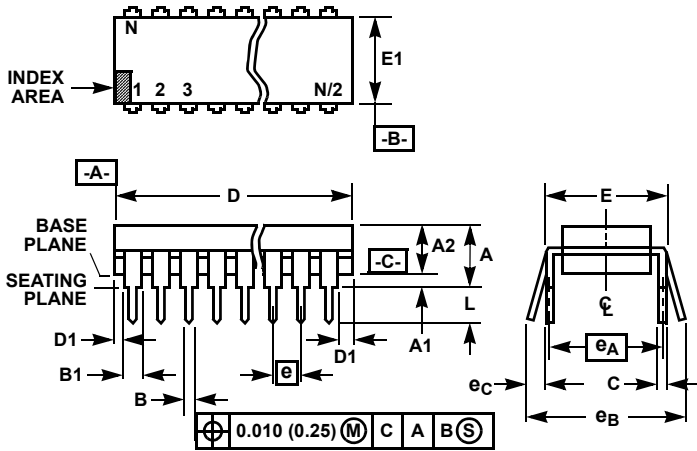 N
E1
INDEX
AREA
1 2 3 N/2
-B-
-A-
D
E
BASE
PLANE
A2
A
-C-
SEATING
PLANE
L
C
L
D1
A1
D1
eA
B1
e
eC
C
B
eB
0.010 (0.25) M C A B S